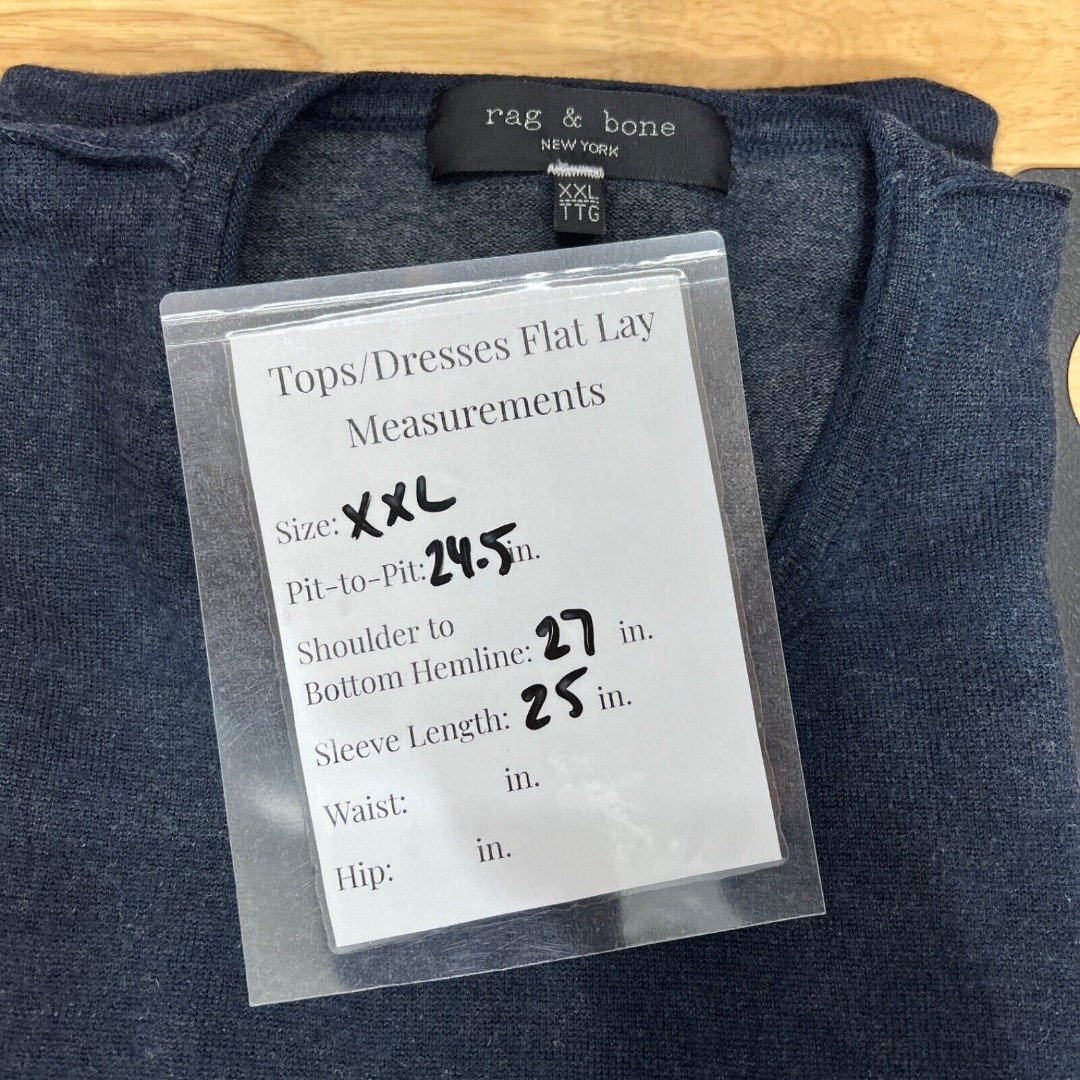 rag & bone
NEW YORK
XXL
TTG
Tops/Dresses Flat Lay
Measurements
Size: XXL
Pit-to-Pit: 24.5 in.
Shoulder to
Bottom Hemline: 27 in.
Sleeve Length: 25 in.
Waist: in.
Hip: in.